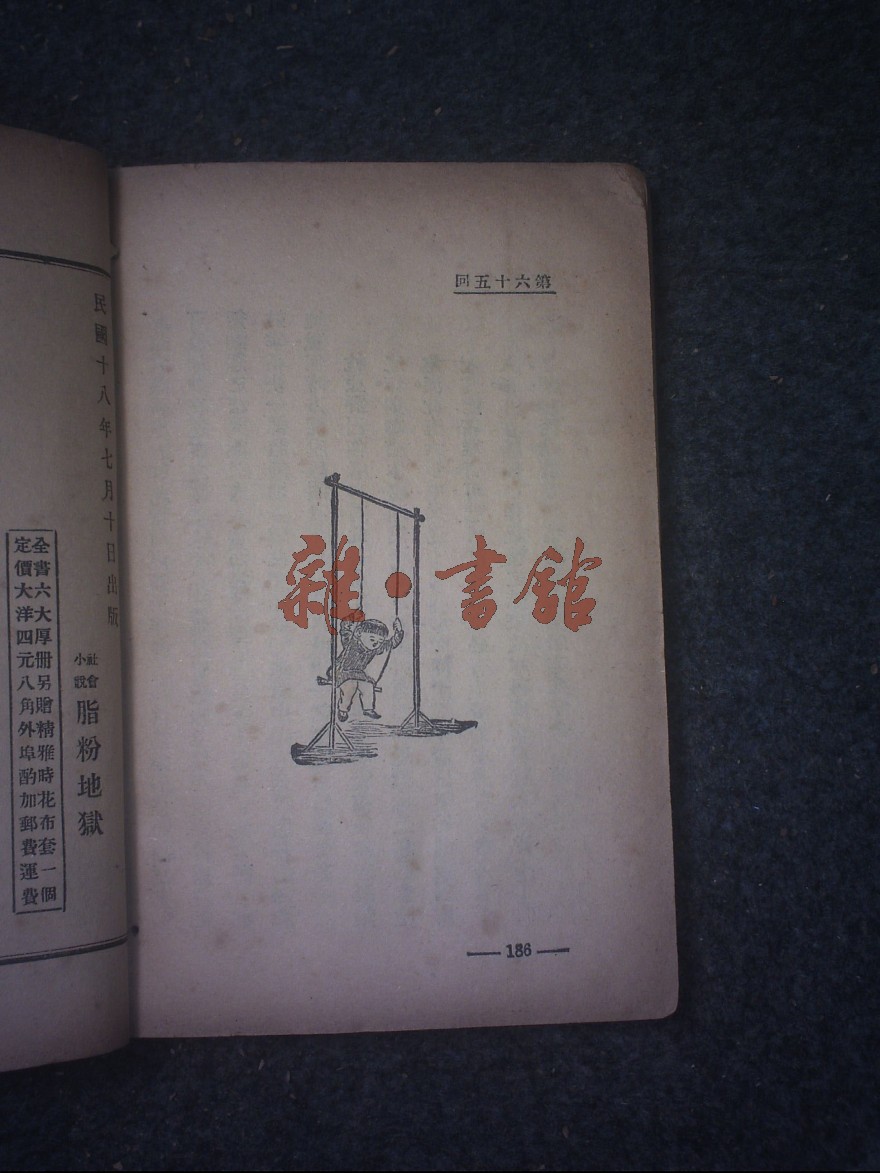 第六十五回
雜·書舘
186
民國十八年七月十日出版
社會小說
脂粉地獄
全書六大厚冊另贈精雅時花布套一個
定價大洋四元八角外埠酌加郵費運費